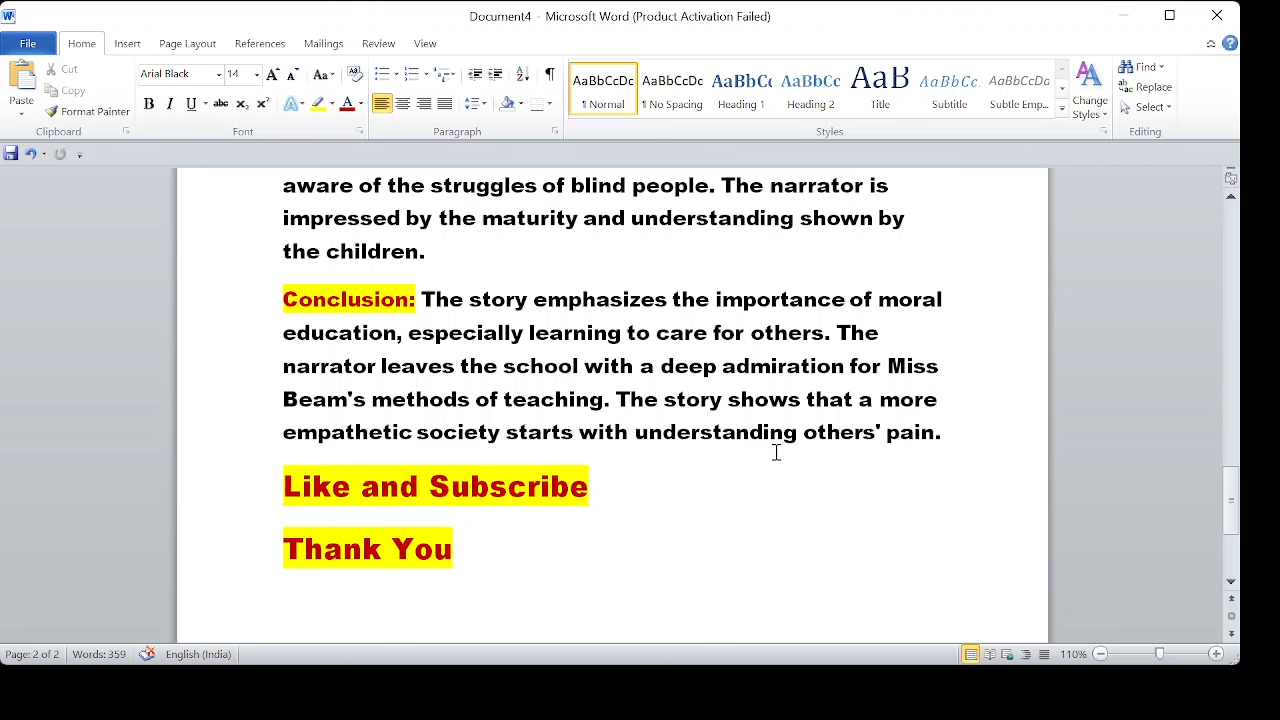 Document4 - Microsoft Word (Product Activation Failed)
File Home Insert Page Layout References Mailings Review View
Paste Cut Copy Format Painter Clipboard
Arial Black 14 Aa
B I U abc x₂ x² A A Font
Paragraph
AaBbCcDc AaBbCcDc AaBbCc AaBbCc AaB AaBbCc. AaBbCcDc
¶ Normal ¶ No Spacing Heading 1 Heading 2 Title Subtitle Subtle Emp...
Styles
Change Styles
Find Replace Select Editing
aware of the struggles of blind people. The narrator is
impressed by the maturity and understanding shown by
the children.
Conclusion: The story emphasizes the importance of moral
education, especially learning to care for others. The
narrator leaves the school with a deep admiration for Miss
Beam's methods of teaching. The story shows that a more
empathetic society starts with understanding others' pain.
Like and Subscribe
Thank You
Page: 2 of 2 Words: 359 English (India) 110%